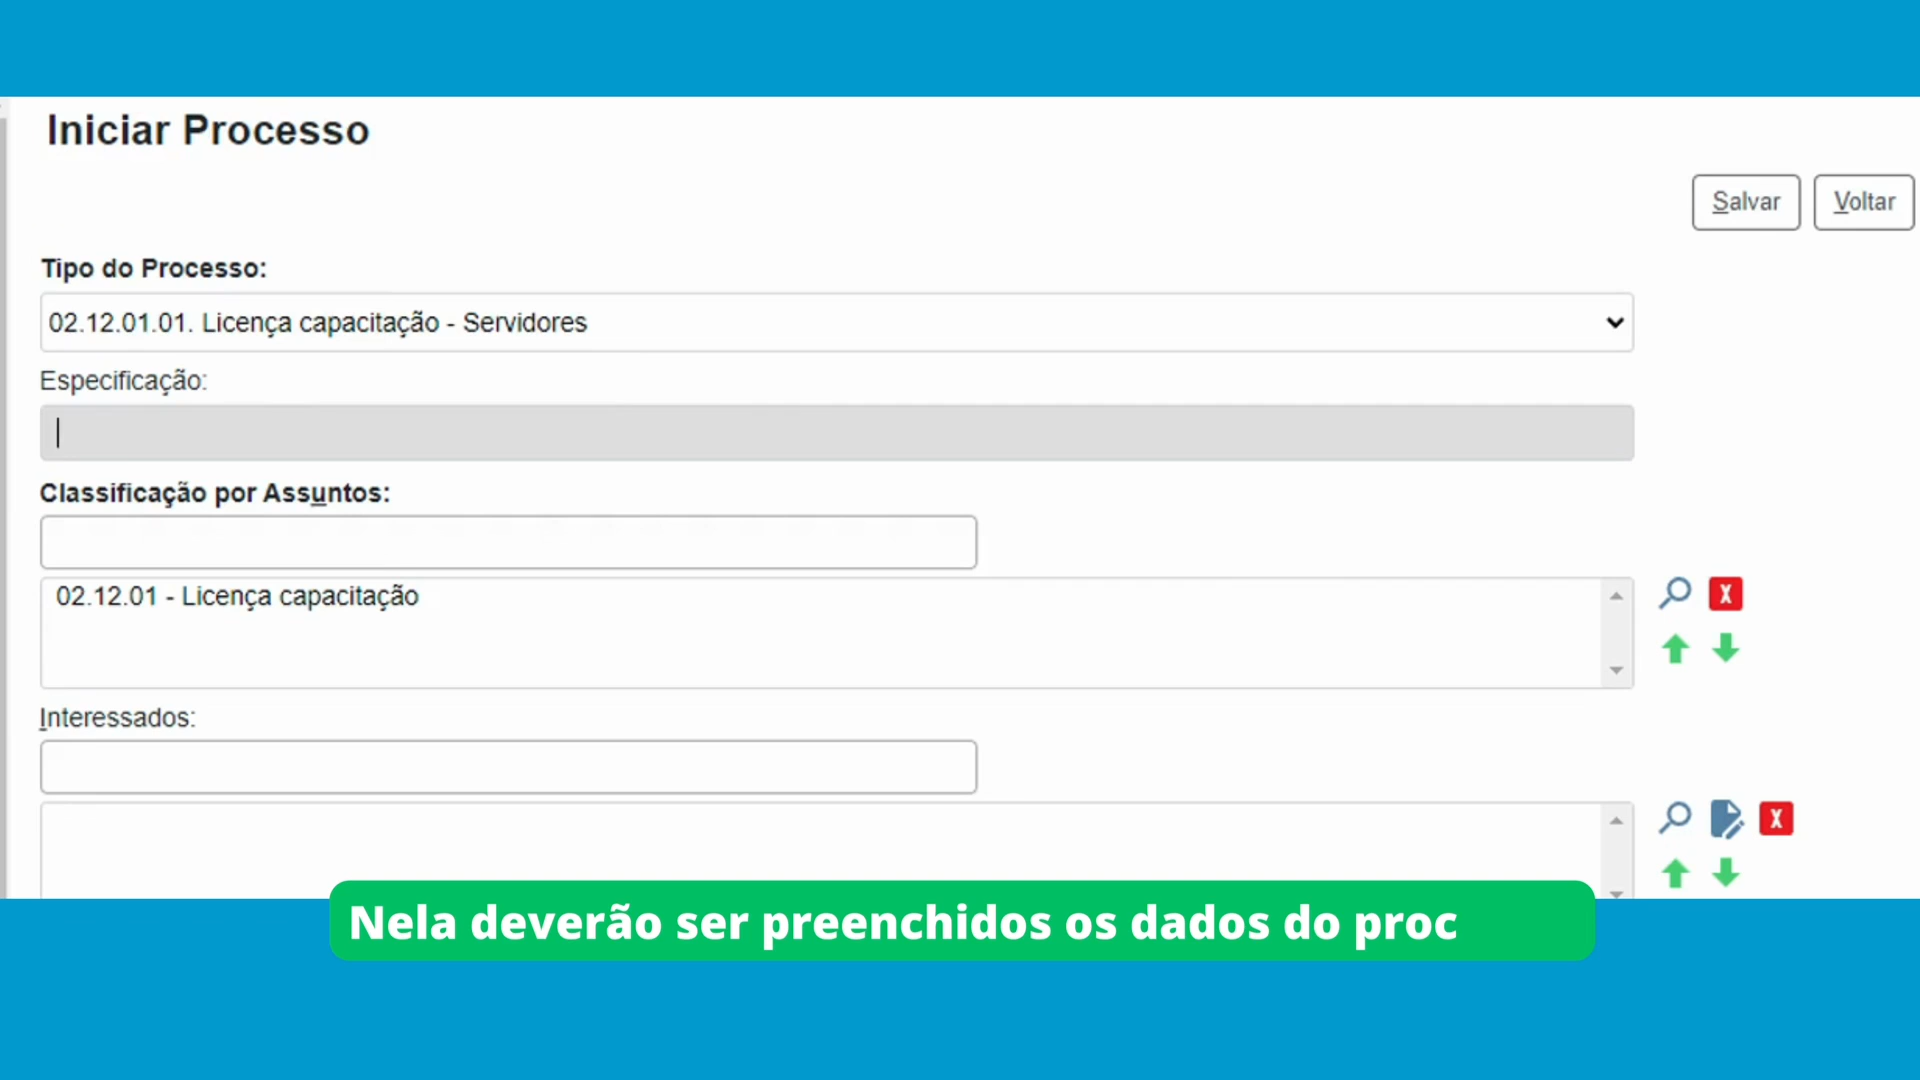 Iniciar Processo
Salvar Voltar
Tipo do Processo:
02.12.01.01. Licença capacitação - Servidores
Especificação:
Classificação por Assuntos:
02.12.01 - Licença capacitação
Interessados:
Nela deverão ser preenchidos os dados do proc